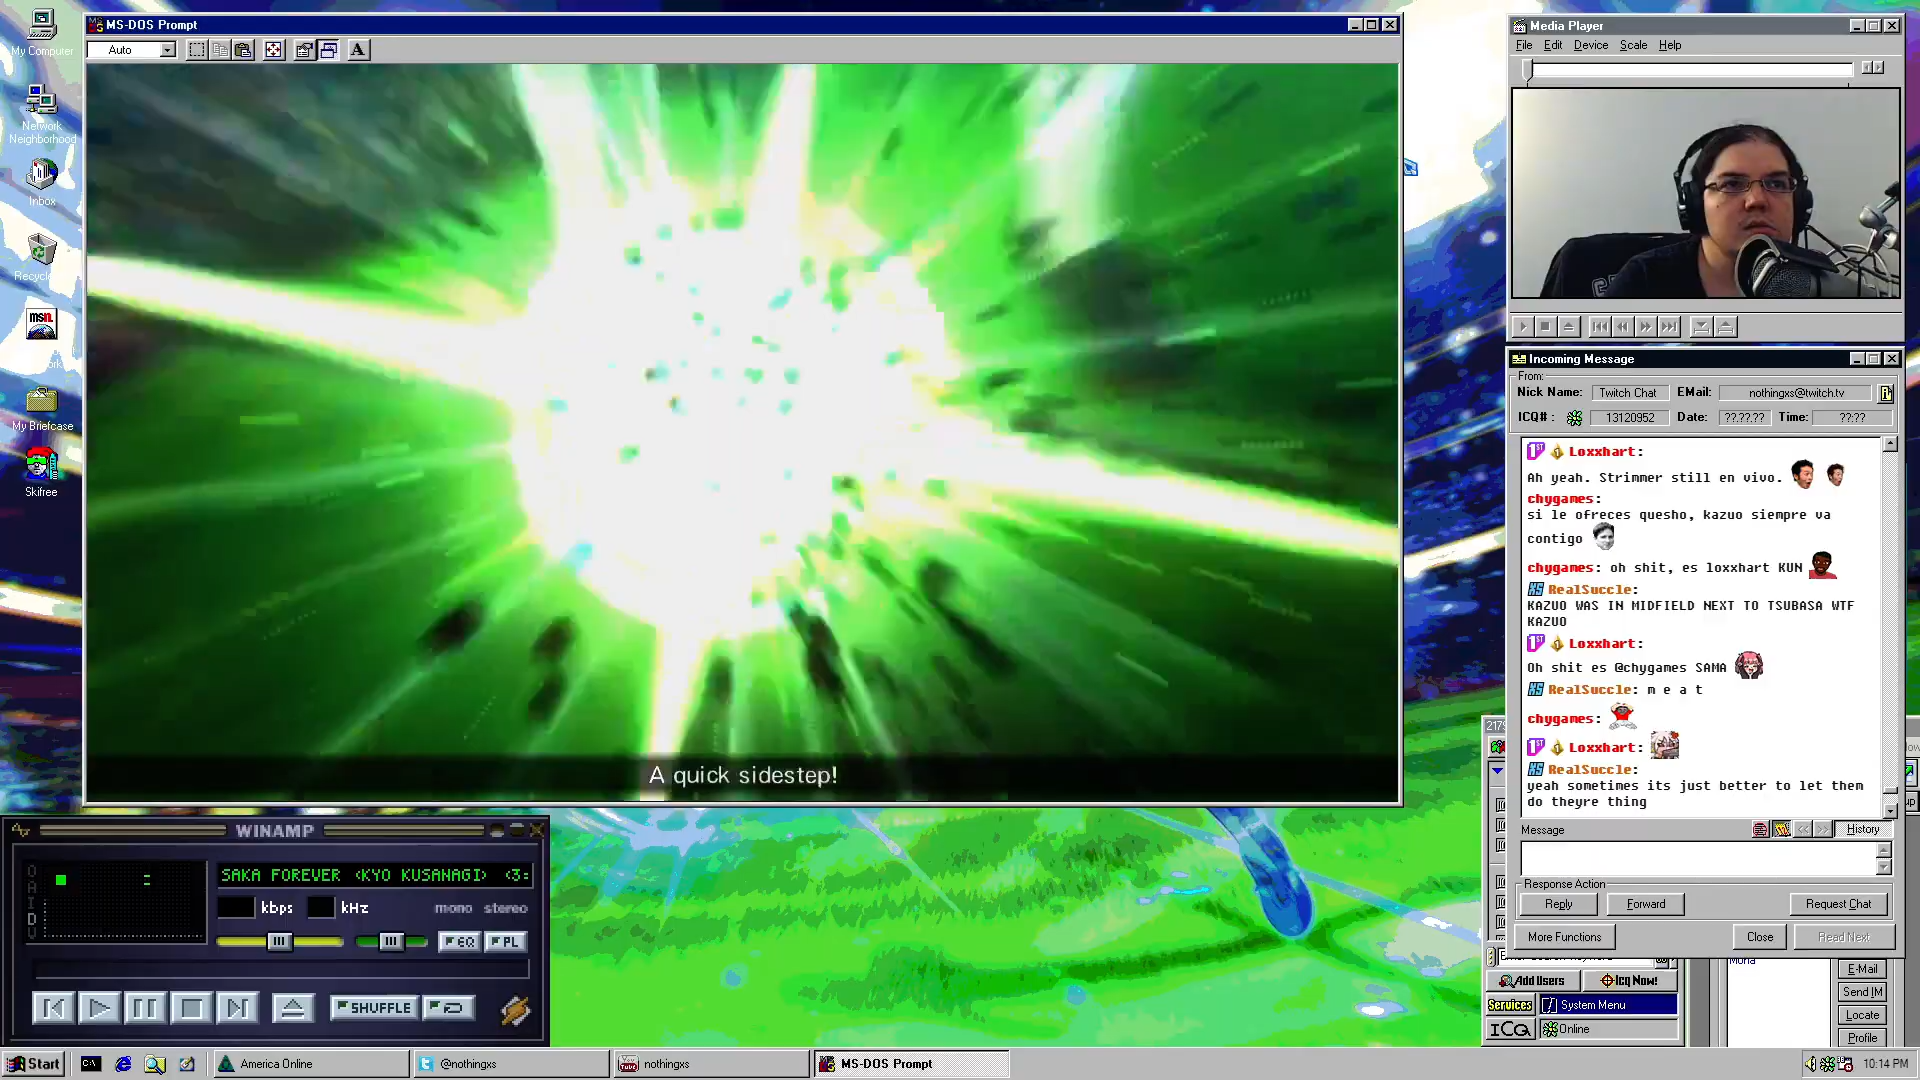 My Computer
Network
Neighborhood
Inbox
Recycle
msn.
My Briefcase
Skifree
MS-DOS Prompt
Auto
A
A quick sidestep!
Media Player
File Edit Device Scale Help
Incoming Message
From:
Nick Name: Twitch Chat EMail: nothingxs@twitch.tv
ICQ# : 13120952 Date: ??.??.?? Time: ??:??
Loxxhart:
Ah yeah. Strimmer still en vivo.
chygames:
si le ofreces quesho, kazuo siempre va
contigo
chygames: oh shit, es loxxhart KUN
RealSuccle:
KAZUO WAS IN MIDFIELD NEXT TO TSUBASA WTF
KAZUO
Loxxhart:
Oh shit es @chygames SAMA
RealSuccle: m e a t
chygames:
Loxxhart:
RealSuccle:
yeah sometimes its just better to let them
do theyre thing
Message
History
Response Action
Reply Forward Request Chat
More Functions Close Read Next
Add Users Icq Now!
Services System Menu
ICQ Online
E-Mail
Send IM
Locate
Profile
WINAMP
SAKA FOREVER <KYO KUSANAGI> <3:
kbps kHz mono stereo
EQ PL
SHUFFLE
Start America Online @nothingxs You Tube nothingxs MS-DOS Prompt 10:14 PM